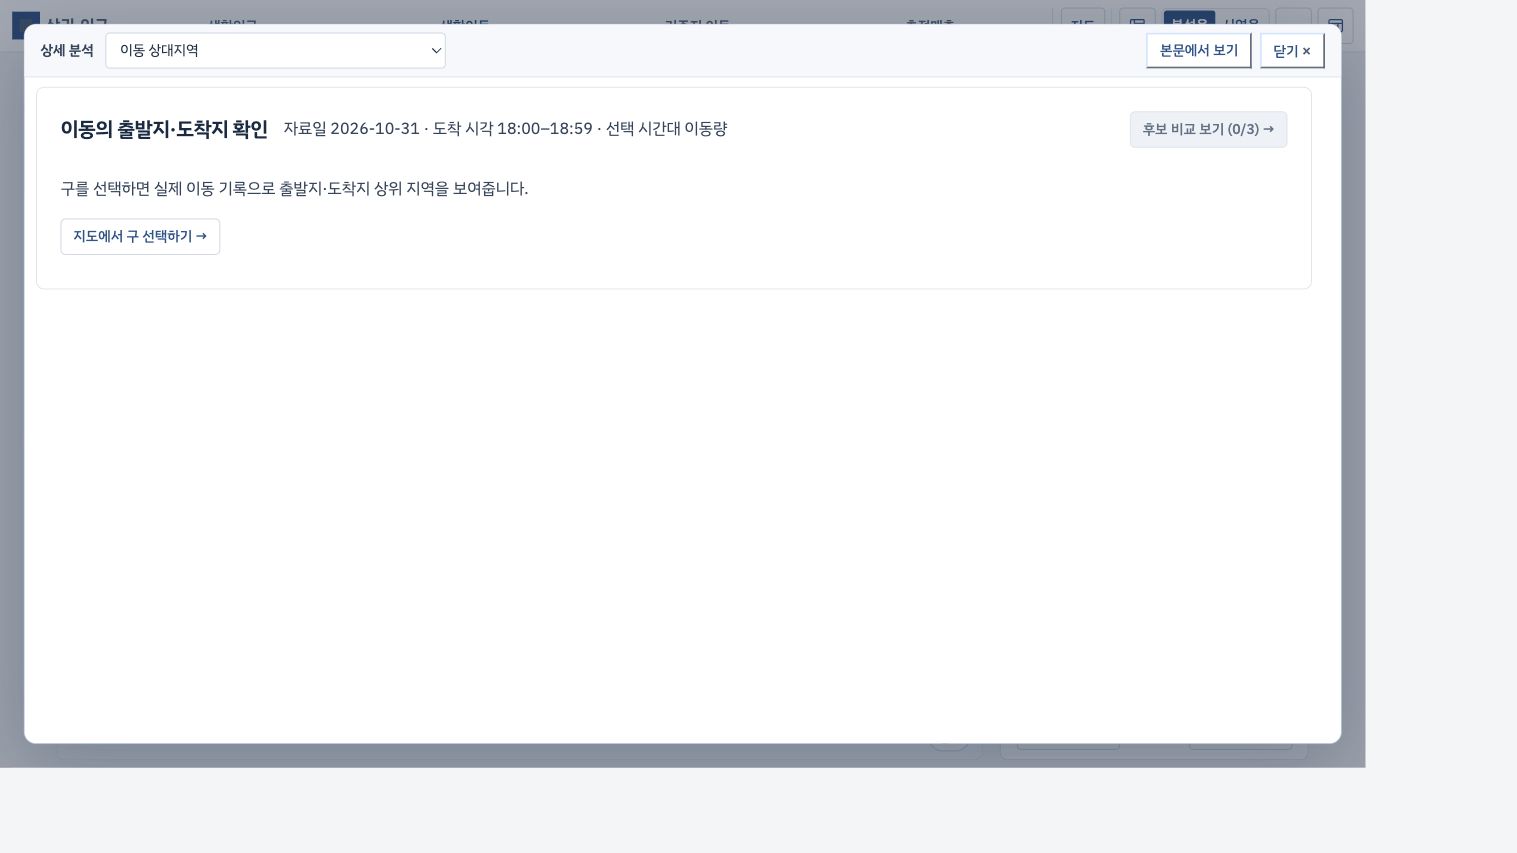 상세 분석
이동 상대지역
본문에서 보기
닫기 ×
이동의 출발지·도착지 확인
자료일 2026-10-31 · 도착 시각 18:00–18:59 · 선택 시간대 이동량
후보 비교 보기 (0/3) →
구를 선택하면 실제 이동 기록으로 출발지·도착지 상위 지역을 보여줍니다.
지도에서 구 선택하기 →